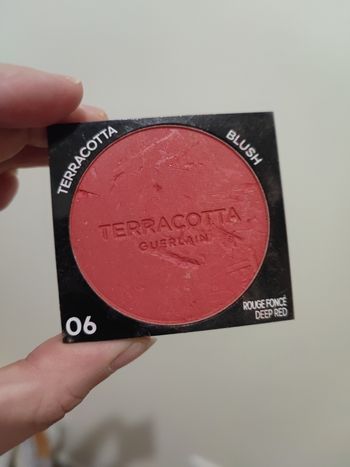 TERRACOTTA
BLUSH
TERRACOTTA
GUERLAIN
06
ROUGE FONCÉ
DEEP RED